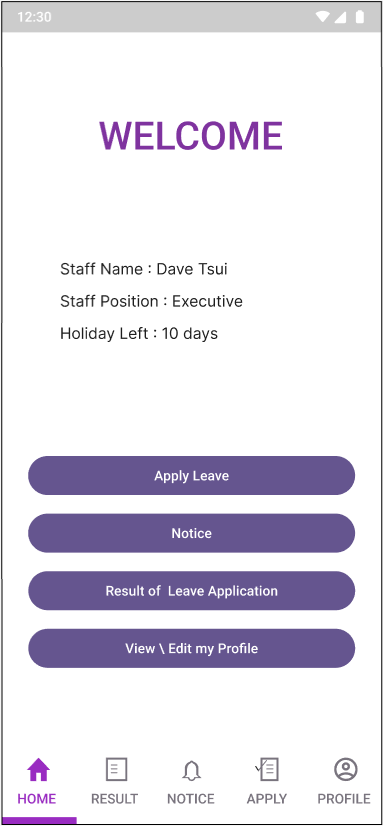 12:30
WELCOME
Staff Name : Dave Tsui
Staff Position : Executive
Holiday Left : 10 days
Apply Leave
Notice
Result of  Leave Application
View \ Edit my Profile
HOME RESULT NOTICE APPLY PROFILE